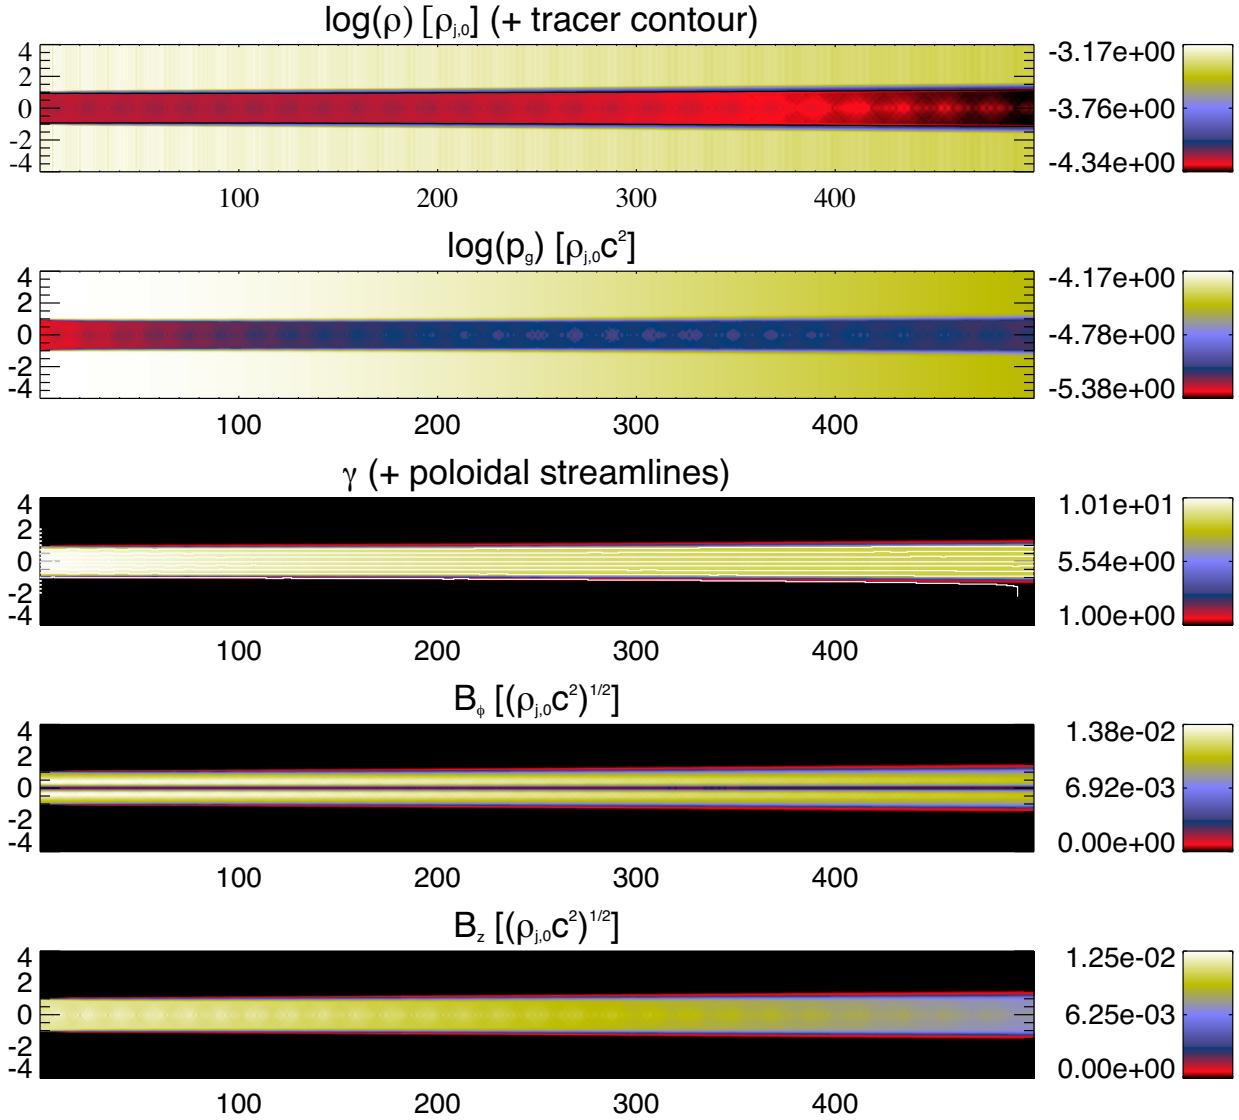 log(ρ) [ρj,0] (+ tracer contour)
4
2
0
-2
-4
100 200 300 400
-3.17e+00
-3.76e+00
-4.34e+00
log(pg) [ρj,0c²]
4
2
0
-2
-4
100 200 300 400
-4.17e+00
-4.78e+00
-5.38e+00
γ (+ poloidal streamlines)
4
2
0
-2
-4
100 200 300 400
1.01e+01
5.54e+00
1.00e+00
Bϕ [(ρj,0c²)1/2]
4
2
0
-2
-4
100 200 300 400
1.38e-02
6.92e-03
0.00e+00
Bz [(ρj,0c²)1/2]
4
2
0
-2
-4
100 200 300 400
1.25e-02
6.25e-03
0.00e+00